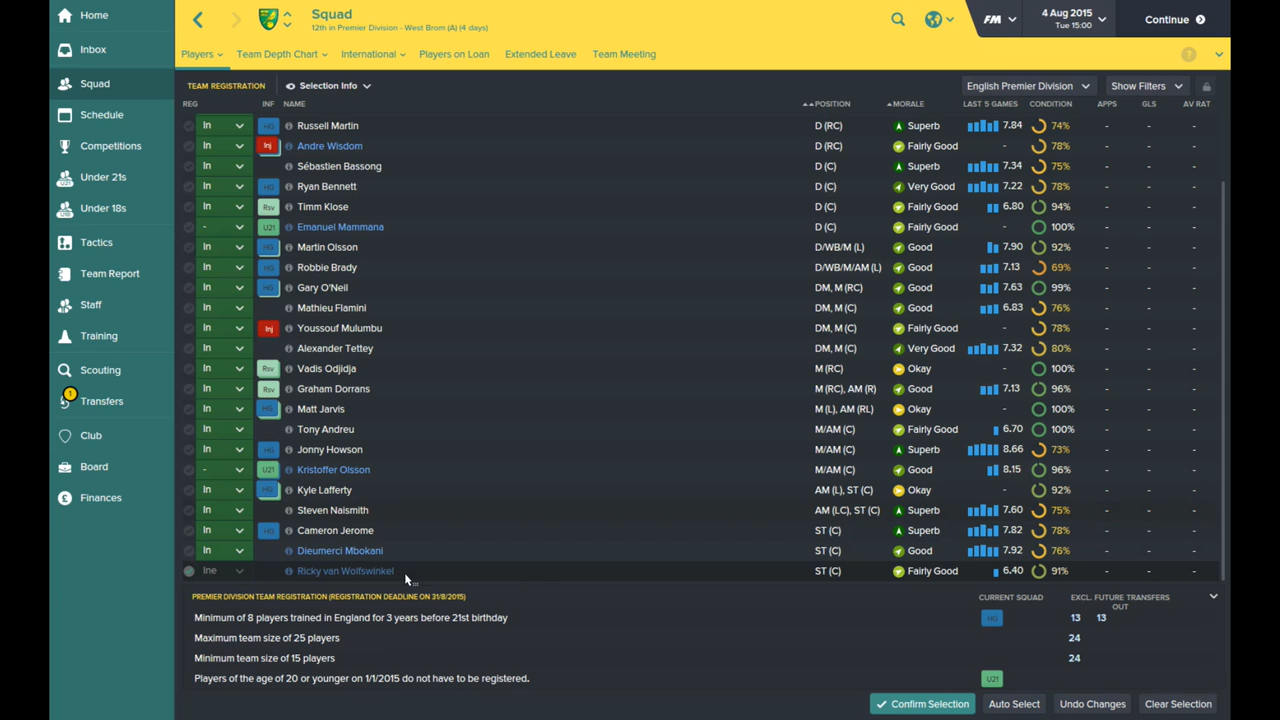 Home
Inbox
Squad
Schedule
Competitions
U21 Under 21s
U18 Under 18s
Tactics
Team Report
Staff
Training
Scouting
1
Transfers
Club
Board
Finances
Squad
12th in Premier Division - West Brom (A) (4 days)
FM
4 Aug 2015
Tue 15:00
Continue
Players
Team Depth Chart
International
Players on Loan
Extended Leave
Team Meeting
?
TEAM REGISTRATION
Selection Info
English Premier Division
Show Filters
REG INF NAME POSITION MORALE LAST 5 GAMES CONDITION APPS GLS AV RAT
In HG Russell Martin D (RC) Superb 7.84 74% - - -
In Inj Andre Wisdom D (RC) Fairly Good - 78% - - -
In Sébastien Bassong D (C) Superb 7.34 75% - - -
In HG Ryan Bennett D (C) Very Good 7.22 78% - - -
In Rsv Timm Klose D (C) Fairly Good 6.80 94% - - -
- U21 Emanuel Mammana D (C) Fairly Good 100% - - -
In HG Martin Olsson D/WB/M (L) Good 7.90 92% - - -
In HG Robbie Brady D/WB/M/AM (L) Good 7.13 69% - - -
In HG Gary O'Neil DM, M (RC) Good 7.63 99% - - -
In Mathieu Flamini DM, M (C) Good 6.83 76% - - -
In Inj Youssouf Mulumbu DM, M (C) Fairly Good - 78% - - -
In Alexander Tettey DM, M (C) Very Good 7.32 80% - - -
In Rsv Vadis Odjidja M (RC) Okay - 100% - - -
In Rsv Graham Dorrans M (RC), AM (R) Good 7.13 96% - - -
In HG Matt Jarvis M (L), AM (RL) Okay - 100% - - -
In Tony Andreu M/AM (C) Fairly Good 6.70 100% - - -
In HG Jonny Howson M/AM (C) Superb 8.66 73% - - -
- U21 Kristoffer Olsson M/AM (C) Good 8.15 96% - - -
In HG Kyle Lafferty AM (L), ST (C) Okay - 92% - - -
In Steven Naismith AM (LC), ST (C) Superb 7.60 75% - - -
In HG Cameron Jerome ST (C) Superb 7.82 78% - - -
In Dieumerci Mbokani ST (C) Good 7.92 76% - - -
Ine Ricky van Wolfswinkel ST (C) Fairly Good 6.40 91% - - -
PREMIER DIVISION TEAM REGISTRATION (REGISTRATION DEADLINE ON 31/8/2015) CURRENT SQUAD EXCL. FUTURE TRANSFERS
OUT
Minimum of 8 players trained in England for 3 years before 21st birthday HG 13 13
Maximum team size of 25 players 24
Minimum team size of 15 players 24
Players of the age of 20 or younger on 1/1/2015 do not have to be registered. U21
Confirm Selection
Auto Select
Undo Changes
Clear Selection